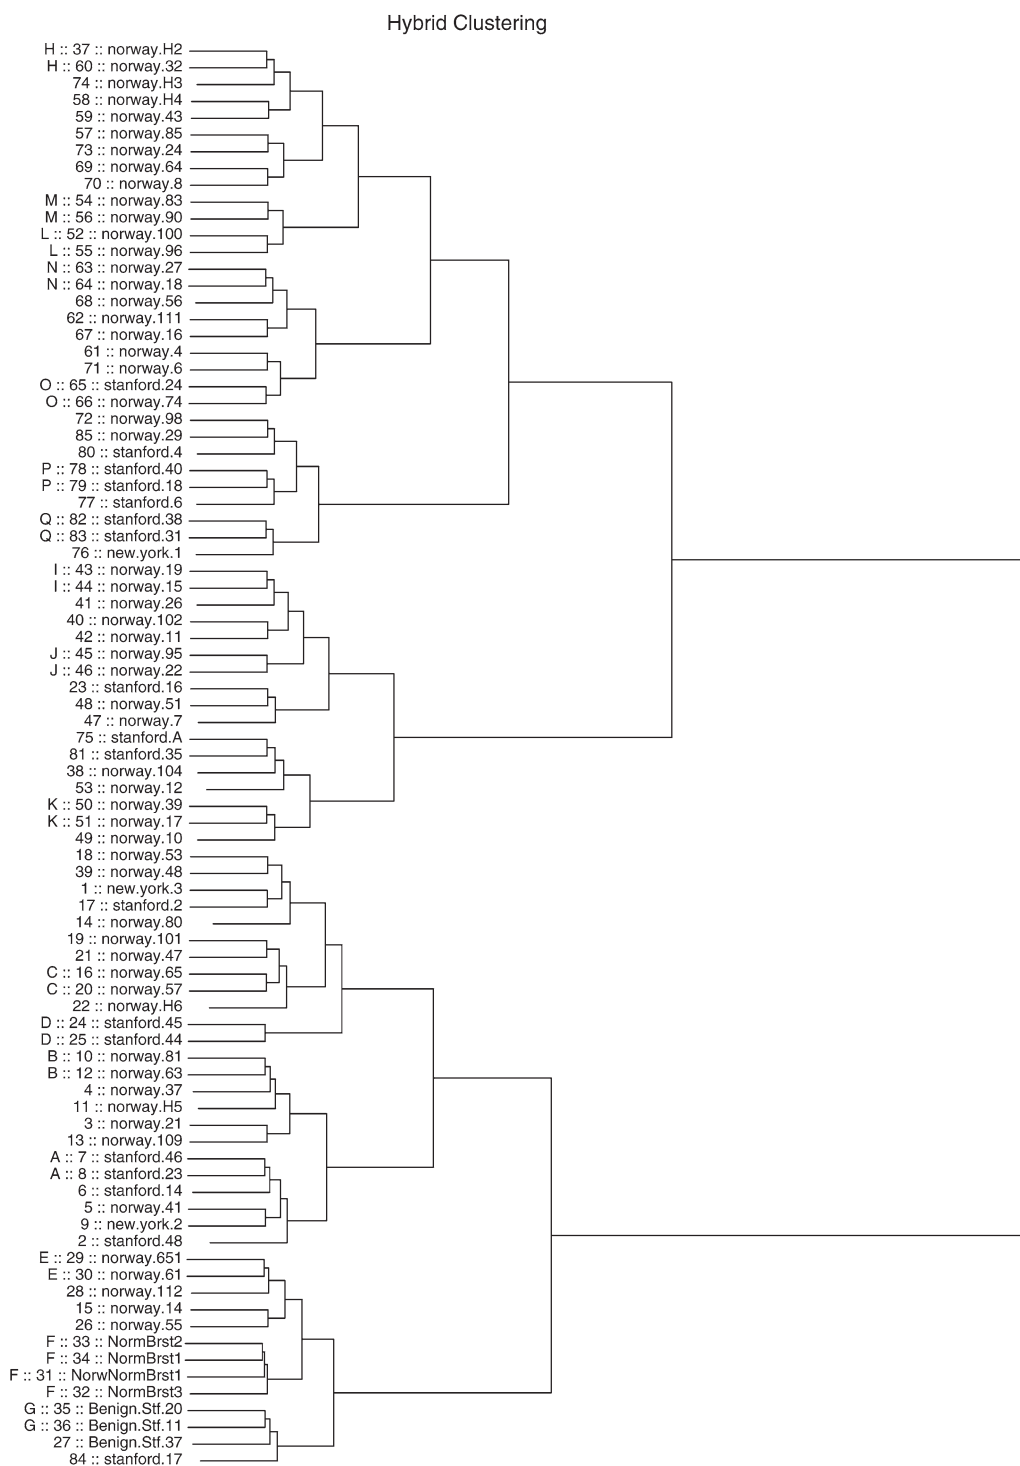 Hybrid Clustering
H :: 37 :: norway.H2
H :: 60 :: norway.32
74 :: norway.H3
58 :: norway.H4
59 :: norway.43
57 :: norway.85
73 :: norway.24
69 :: norway.64
70 :: norway.8
M :: 54 :: norway.83
M :: 56 :: norway.90
L :: 52 :: norway.100
L :: 55 :: norway.96
N :: 63 :: norway.27
N :: 64 :: norway.18
68 :: norway.56
62 :: norway.111
67 :: norway.16
61 :: norway.4
71 :: norway.6
O :: 65 :: stanford.24
O :: 66 :: norway.74
72 :: norway.98
85 :: norway.29
80 :: stanford.4
P :: 78 :: stanford.40
P :: 79 :: stanford.18
77 :: stanford.6
Q :: 82 :: stanford.38
Q :: 83 :: stanford.31
76 :: new.york.1
I :: 43 :: norway.19
I :: 44 :: norway.15
41 :: norway.26
40 :: norway.102
42 :: norway.11
J :: 45 :: norway.95
J :: 46 :: norway.22
23 :: stanford.16
48 :: norway.51
47 :: norway.7
75 :: stanford.A
81 :: stanford.35
38 :: norway.104
53 :: norway.12
K :: 50 :: norway.39
K :: 51 :: norway.17
49 :: norway.10
18 :: norway.53
39 :: norway.48
1 :: new.york.3
17 :: stanford.2
14 :: norway.80
19 :: norway.101
21 :: norway.47
C :: 16 :: norway.65
C :: 20 :: norway.57
22 :: norway.H6
D :: 24 :: stanford.45
D :: 25 :: stanford.44
B :: 10 :: norway.81
B :: 12 :: norway.63
4 :: norway.37
11 :: norway.H5
3 :: norway.21
13 :: norway.109
A :: 7 :: stanford.46
A :: 8 :: stanford.23
6 :: stanford.14
5 :: norway.41
9 :: new.york.2
2 :: stanford.48
E :: 29 :: norway.651
E :: 30 :: norway.61
28 :: norway.112
15 :: norway.14
26 :: norway.55
F :: 33 :: NormBrst2
F :: 34 :: NormBrst1
F :: 31 :: NorwNormBrst1
F :: 32 :: NormBrst3
G :: 35 :: Benign.Stf.20
G :: 36 :: Benign.Stf.11
27 :: Benign.Stf.37
84 :: stanford.17